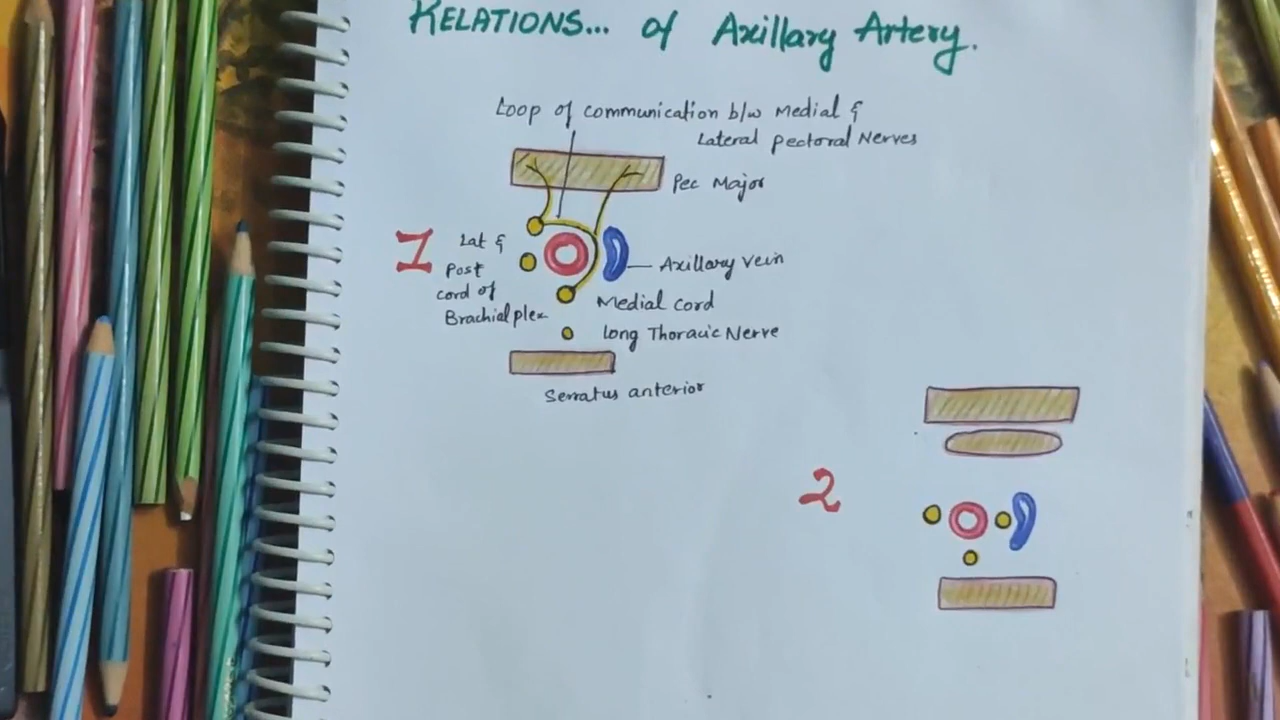 RELATIONS... of Axillary Artery.
Loop of communication b/w Medial &
Lateral pectoral Nerves
Pec Major
1
Lat &
Post
cord of
Brachial plex
Axillary vein
Medial cord
Long Thoracic Nerve
Serratus anterior
2